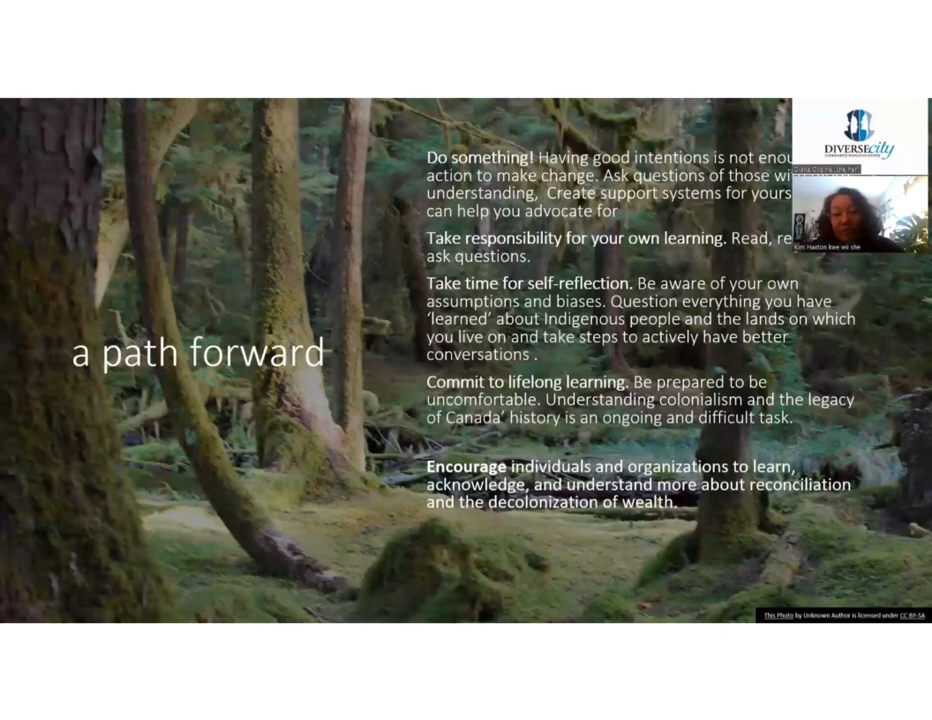 a path forward
Do something! Having good intentions is not
action to make change. Ask questions of those
understanding, Create support systems for
can help you advocate for
Take responsibility for your own learning. Read,
ask questions.
Take time for self-reflection. Be aware of your own
assumptions and biases. Question everything you have
‘learned’ about Indigenous people and the lands on which
you live on and take steps to actively have better
conversations .
Commit to lifelong learning. Be prepared to be
uncomfortable. Understanding colonialism and the legacy
of Canada’ history is an ongoing and difficult task.
Encourage individuals and organizations to learn,
acknowledge, and understand more about reconciliation
and the decolonization of wealth.
DIVERSEcity
Diana Ospina (she/her)
Kim Haxton kwe wii she
This Photo by Unknown Author is licensed under CC BY-SA